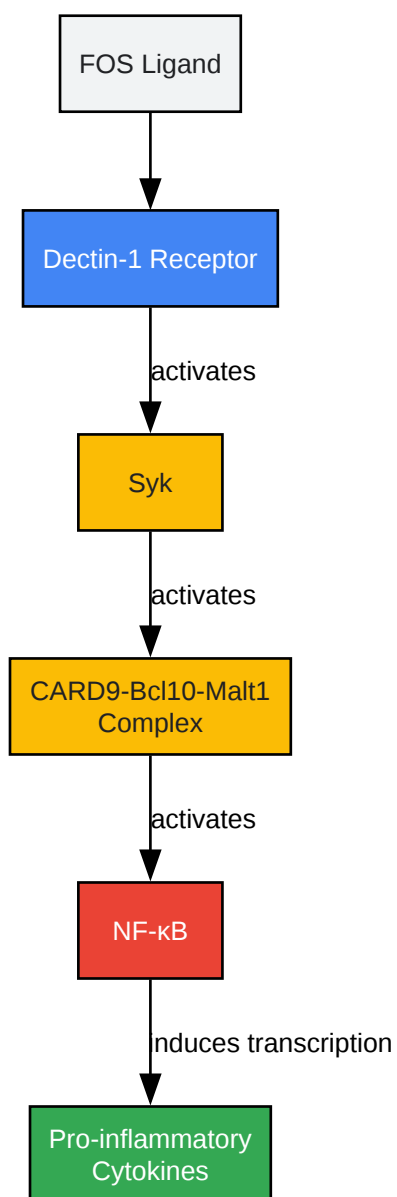 FOS Ligand
Dectin-1 Receptor
activates
Syk
activates
CARD9-Bcl10-Malt1
Complex
activates
NF-κB
induces transcription
Pro-inflammatory
Cytokines